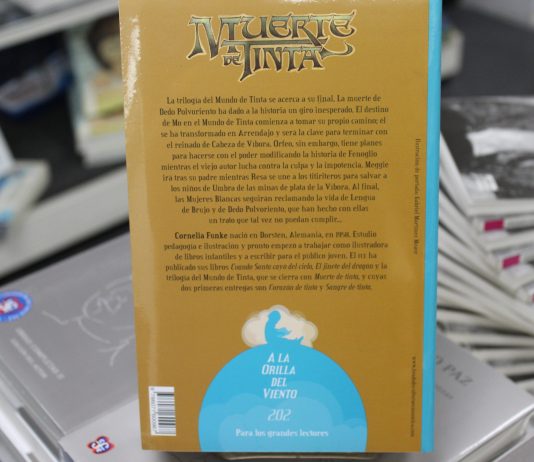 MUERTE
DE TINTA
La trilogía del Mundo de Tinta se acerca a su final. La muerte de
Dedo Polvoriento ha dado a la historia un giro inesperado. El destino
de Mo en el Mundo de Tinta comienza a tomar su propio camino; él
se ha transformado en Arrendajo y será la clave para terminar con
el reinado de Cabeza de Víbora. Orfeo, sin embargo, tiene planes
para hacerse con el poder modificando la historia de Fenoglio
mientras el viejo autor lucha contra la culpa y la impotencia. Meggie
irá tras su padre mientras Resa se une a los titiriteros para salvar a
los niños de Umbra de las minas de plata de la Víbora. Al final,
las Mujeres Blancas seguirán reclamando la vida de Lengua
de Brujo y de Dedo Polvoriento, que han hecho con ellas
un trato que tal vez no puedan cumplir...
Cornelia Funke nació en Dorsten, Alemania, en 1958. Estudió
pedagogía e ilustración y pronto empezó a trabajar como ilustradora
de libros infantiles y a escribir para el público joven. El FCE ha
publicado sus libros Cuando Santa cayó del cielo, El jinete del dragón y la
trilogía del Mundo de Tinta, que se cierra con Muerte de tinta, y cuyas
dos primeras entregas son Corazón de tinta y Sangre de tinta.
A LA
ORILLA
DEL
VIENTO
202
Para los grandes lectores
Ilustración de portada: Gabriel Martínez Meave
O PAZ